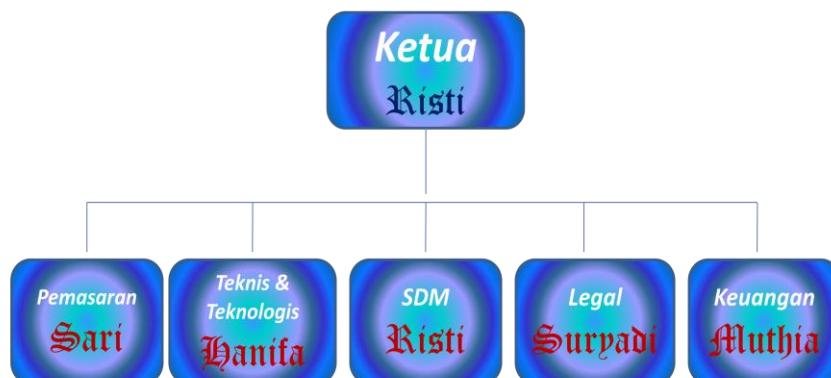 Ketua
Risti
Pemasaran
Sari
Teknis &
Teknologis
Hanifa
SDM
Risti
Legal
Suryadi
Keuangan
Muthia